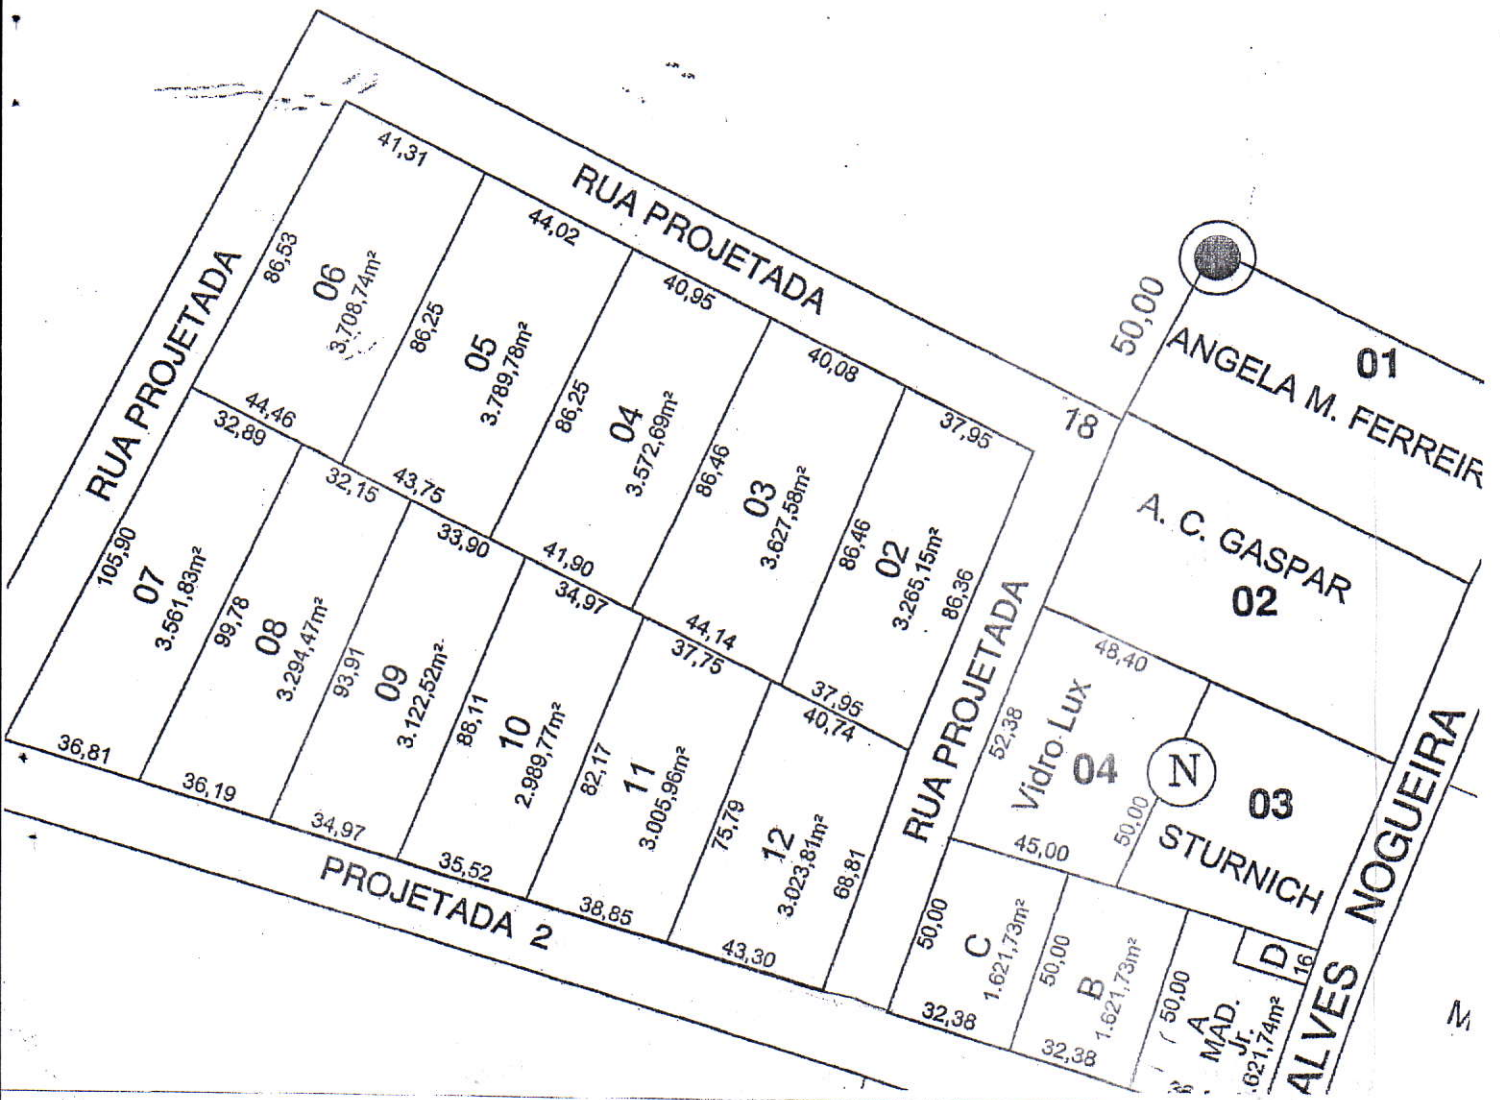 RUA PROJETADA
RUA PROJETADA
41,31
86,53
06
3.708,74m²
86,25
44,46
44,02
05
3.789,78m²
86,25
43,75
40,95
04
3.572,69m²
86,46
41,90
40,08
03
3.627,58m²
86,46
44,14
37,95
02
3.265,15m²
86,36
37,95
32,89
105,90
07
3.561,83m²
99,78
36,81
32,15
08
3.294,47m²
93,91
36,19
33,90
09
3.122,52m²
88,11
34,97
34,97
10
2.989,77m²
82,17
35,52
37,75
11
3.005,96m²
75,79
38,85
40,74
12
3.023,81m²
68,81
43,30
PROJETADA 2
RUA PROJETADA
18
50,00
01
ANGELA M. FERREIR
A. C. GASPAR
02
48,40
52,38
Vidro-Lux
04
45,00
50,00
N
03
STURNICH
50,00
C
1.621,73m²
32,38
50,00
B
1.621,73m²
32,38
50,00
A
MAD.
Jr.
.621,74m²
D
16
ALVES NOGUEIRA
M